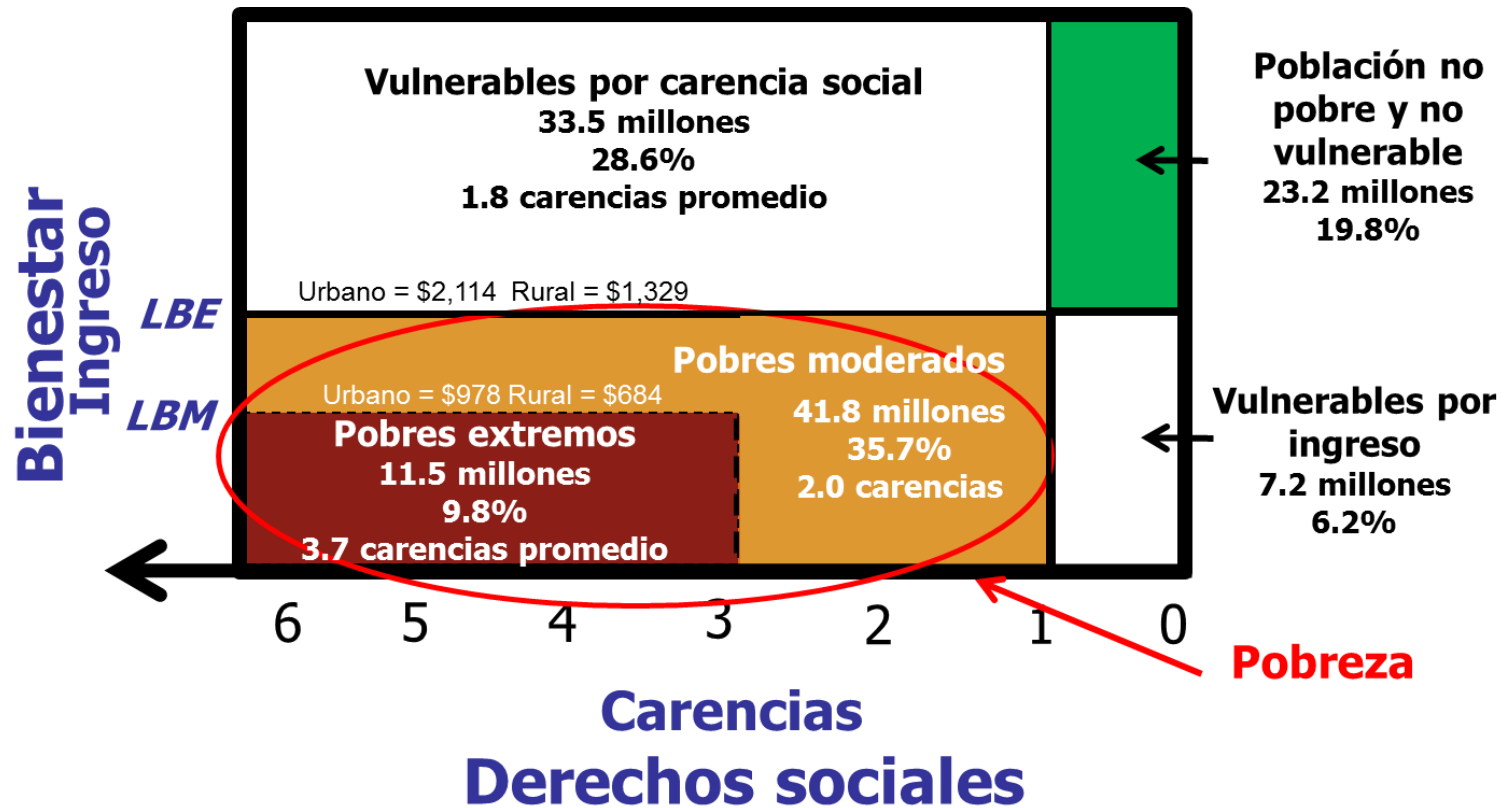 Vulnerables por carencia social
33.5 millones
28.6%
1.8 carencias promedio
Población no
pobre y no
vulnerable
23.2 millones
19.8%
Bienestar
Ingreso
Urbano = $2,114 Rural = $1,329
LBE
Pobres moderados
41.8 millones
35.7%
2.0 carencias
Urbano = $978 Rural = $684
LBM
Pobres extremos
11.5 millones
9.8%
3.7 carencias promedio
Vulnerables por
ingreso
7.2 millones
6.2%
6 5 4 3 2 1 0
Pobreza
Carencias
Derechos sociales